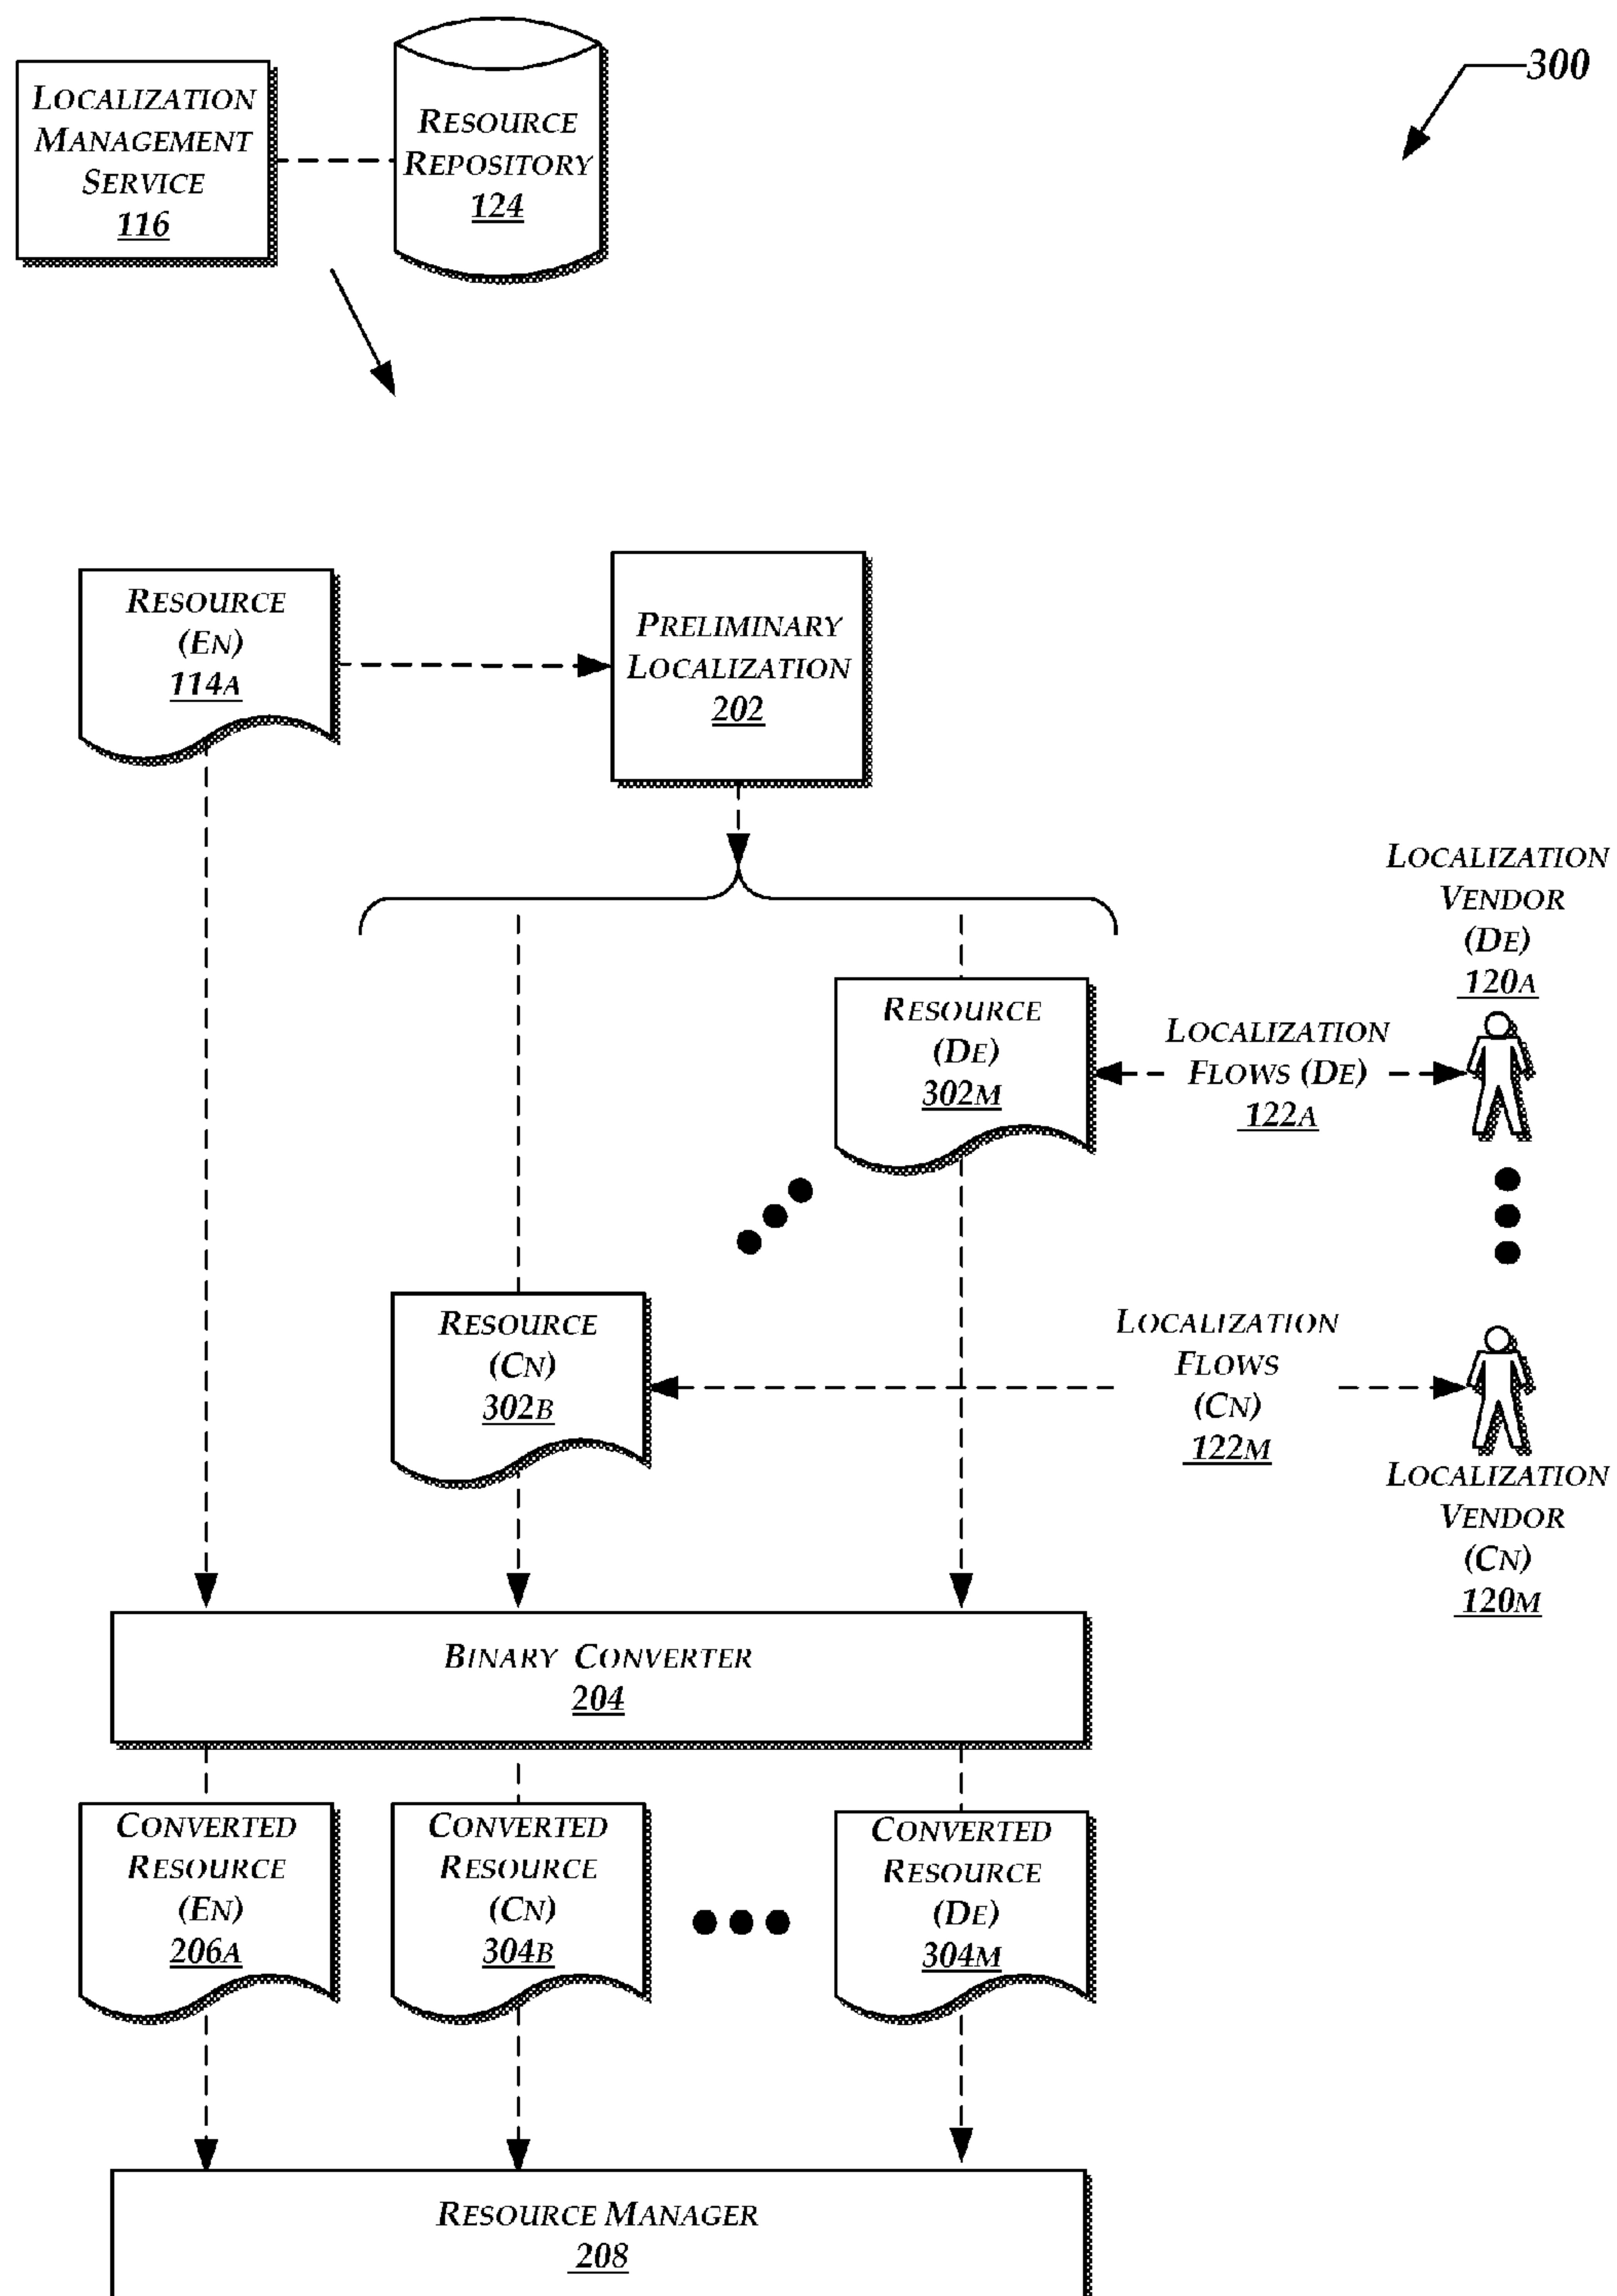 300
LOCALIZATION
MANAGEMENT
SERVICE
116
RESOURCE
REPOSITORY
124
RESOURCE
(EN)
114A
PRELIMINARY
LOCALIZATION
202
LOCALIZATION
VENDOR
(DE)
120A
RESOURCE
(DE)
302M
LOCALIZATION
FLOWS (DE)
122A
RESOURCE
(CN)
302B
LOCALIZATION
FLOWS
(CN)
122M
LOCALIZATION
VENDOR
(CN)
120M
BINARY CONVERTER
204
CONVERTED
RESOURCE
(EN)
206A
CONVERTED
RESOURCE
(CN)
304B
CONVERTED
RESOURCE
(DE)
304M
RESOURCE MANAGER
208